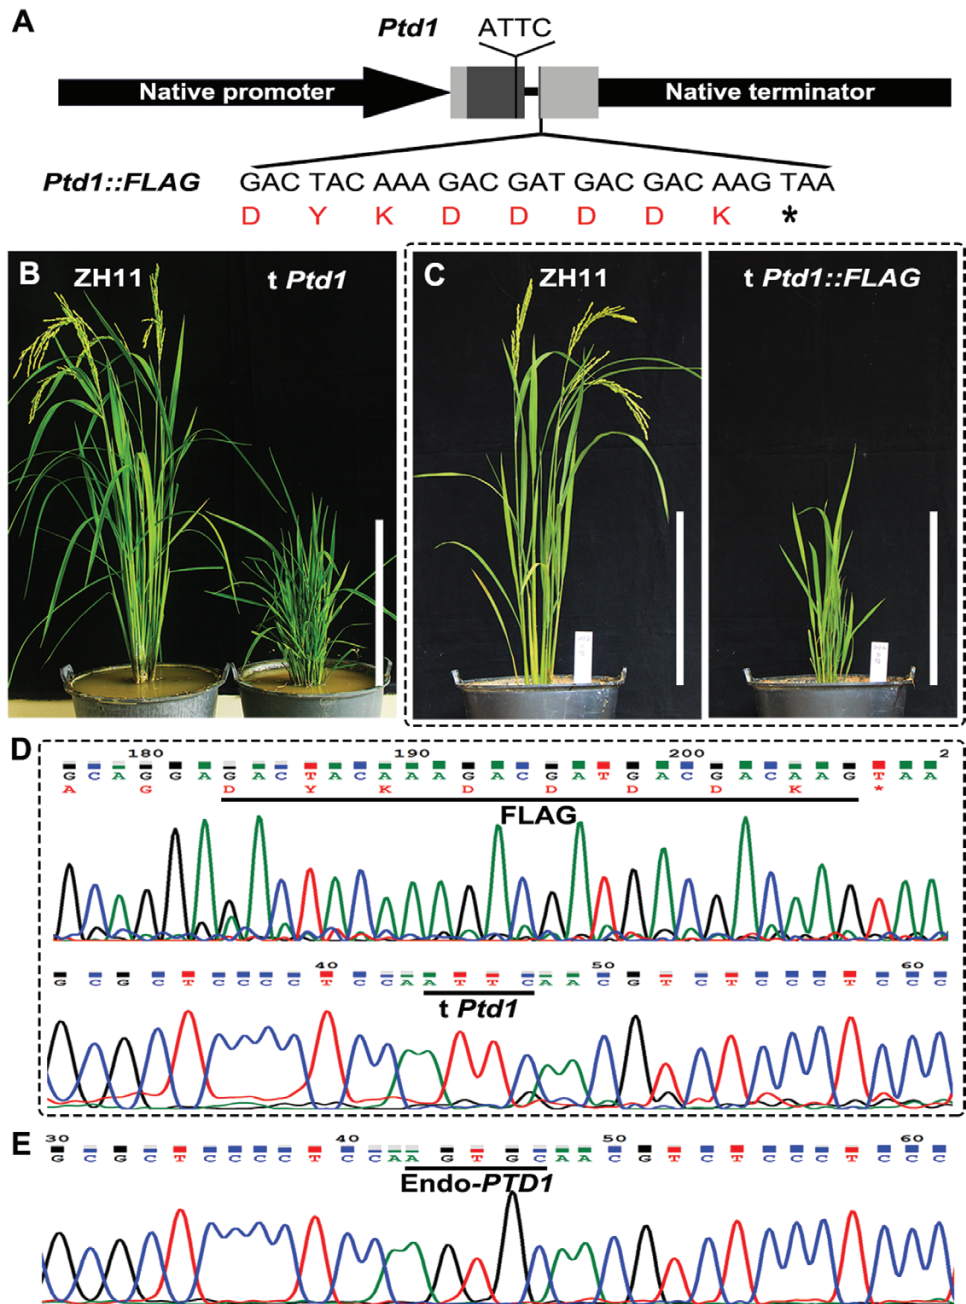 A
Ptd1 ATTC
Native promoter
Native terminator
Ptd1::FLAG GAC TAC AAA GAC GAT GAC GAC AAG TAA
D Y K D D D D K *
B ZH11 t Ptd1
C ZH11 t Ptd1::FLAG
D
180 190 200 2
G C A G G A G A C T A C A A A G A C G A T G A C G A C A A G T A A
A G D Y K D D D D K *
FLAG
40 50 60
G C G C T C C C C T C C A A T T C A A C G T C T C C C T C C C
t Ptd1
E
30 40 50 60
G C G C T C C C C T C C A A G T G C A A C G T C T C C C T C C C
Endo-PTD1